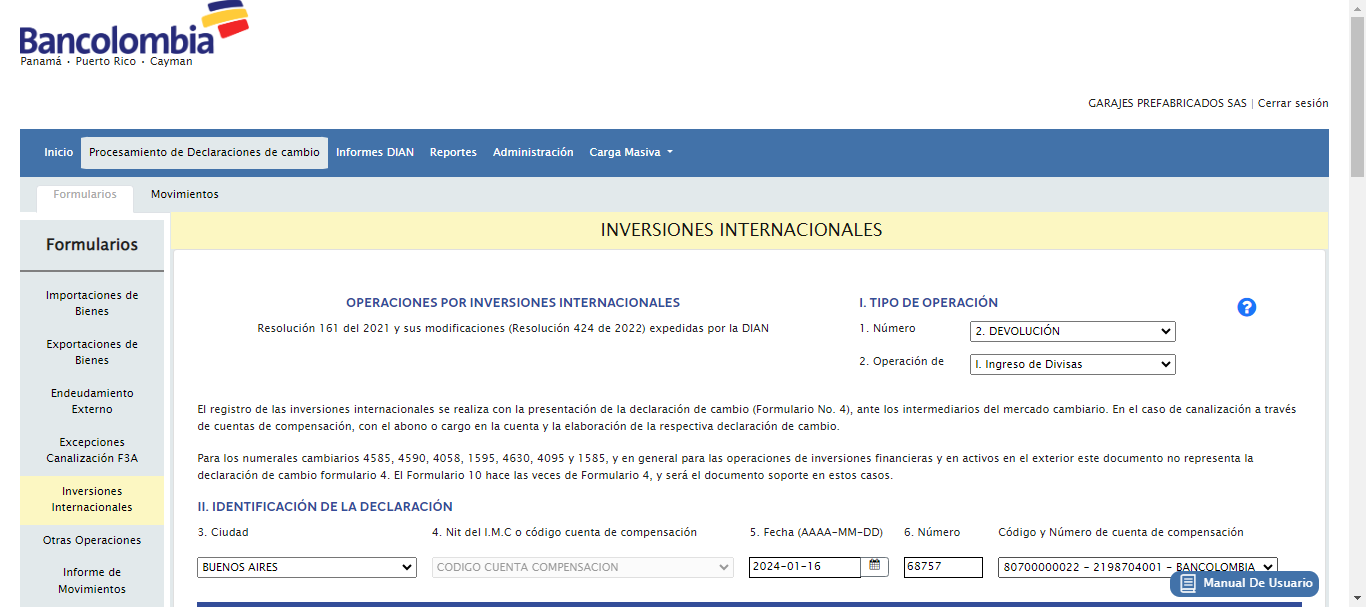 Bancolombia
Panamá · Puerto Rico · Cayman
GARAJES PREFABRICADOS SAS | Cerrar sesión
Inicio Procesamiento de Declaraciones de cambio Informes DIAN Reportes Administración Carga Masiva
Formularios Movimientos
Formularios
Importaciones de
Bienes
Exportaciones de
Bienes
Endeudamiento
Externo
Excepciones
Canalización F3A
Inversiones
Internacionales
Otras Operaciones
Informe de
Movimientos
INVERSIONES INTERNACIONALES
OPERACIONES POR INVERSIONES INTERNACIONALES
Resolución 161 del 2021 y sus modificaciones (Resolución 424 de 2022) expedidas por la DIAN
I. TIPO DE OPERACIÓN
?
1. Número 2. DEVOLUCIÓN
2. Operación de I. Ingreso de Divisas
El registro de las inversiones internacionales se realiza con la presentación de la declaración de cambio (Formulario No. 4), ante los intermediarios del mercado cambiario. En el caso de canalización a través
de cuentas de compensación, con el abono o cargo en la cuenta y la elaboración de la respectiva declaración de cambio.
Para los numerales cambiarios 4585, 4590, 4058, 1595, 4630, 4095 y 1585, y en general para las operaciones de inversiones financieras y en activos en el exterior este documento no representa la
declaración de cambio formulario 4. El Formulario 10 hace las veces de Formulario 4, y será el documento soporte en estos casos.
II. IDENTIFICACIÓN DE LA DECLARACIÓN
3. Ciudad 4. Nit del I.M.C o código cuenta de compensación 5. Fecha (AAAA-MM-DD) 6. Número Código y Número de cuenta de compensación
BUENOS AIRES CODIGO CUENTA COMPENSACION 2024-01-16 68757 80700000022 - 2198704001 - BANCOLOMBIA
Manual De Usuario